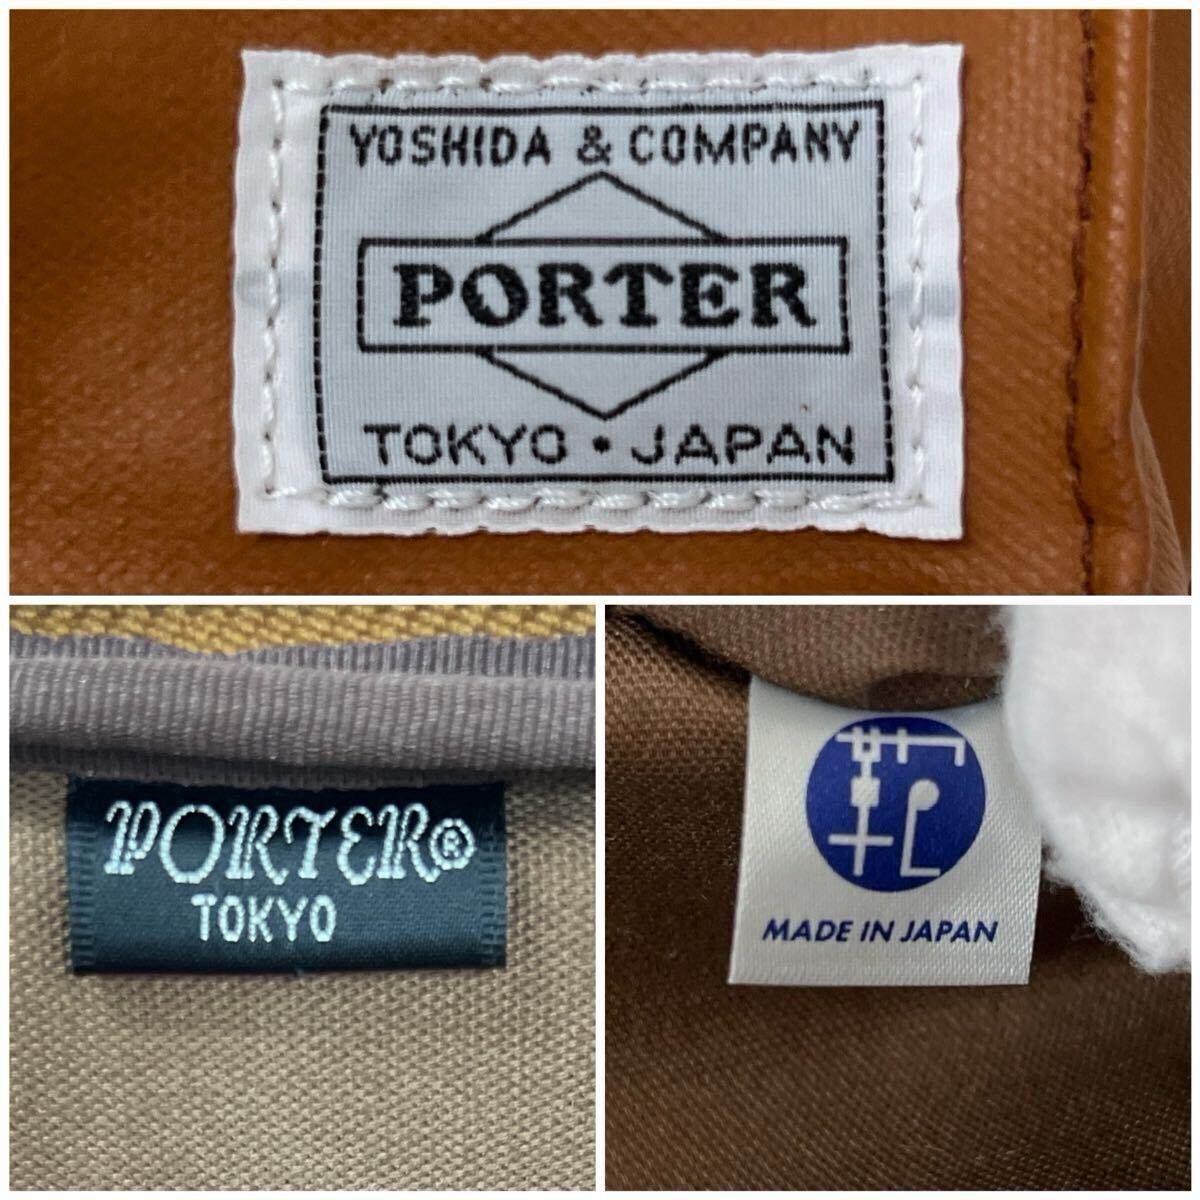 YOSHIDA & COMPANY
PORTER
TOKYO • JAPAN
PORTER®
TOKYO
MADE IN JAPAN